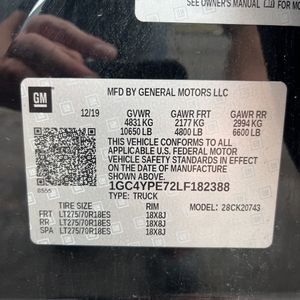 SEE OWNER'S MANUAL FOR MO
GM
MFD BY GENERAL MOTORS LLC
12/19 GVWR GAWR FRT GAWR RR
4831 KG 2177 KG 2994 KG
10650 LB 4800 LB 6600 LB
THIS VEHICLE CONFORMS TO ALL APPLICABLE
U.S. FEDERAL MOTOR VEHICLE SAFETY
STANDARDS IN EFFECT ON THE DATE OF
MANUFACTURE SHOWN ABOVE.
1GC4YPE72LF182388
TYPE: TRUCK
TIRE SIZE RIM MODEL: 28CK20743
FRT LT275/70R18ES 18X8J
RR LT275/70R18ES 18X8J
SPA LT275/70R18ES 18X8J